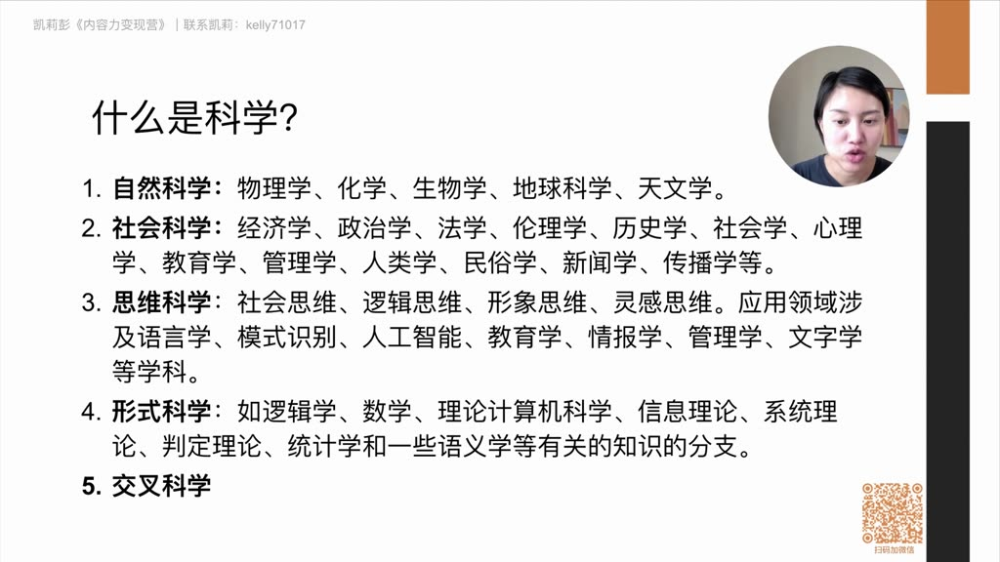 凯莉彭《内容力变现营》｜联系凯莉：kelly71017
什么是科学？
1. 自然科学：物理学、化学、生物学、地球科学、天文学。
2. 社会科学：经济学、政治学、法学、伦理学、历史学、社会学、心理
学、教育学、管理学、人类学、民俗学、新闻学、传播学等。
3. 思维科学：社会思维、逻辑思维、形象思维、灵感思维。应用领域涉
及语言学、模式识别、人工智能、教育学、情报学、管理学、文字学
等学科。
4. 形式科学：如逻辑学、数学、理论计算机科学、信息理论、系统理
论、判定理论、统计学和一些语义学等有关的知识的分支。
5. 交叉科学
扫码加微信